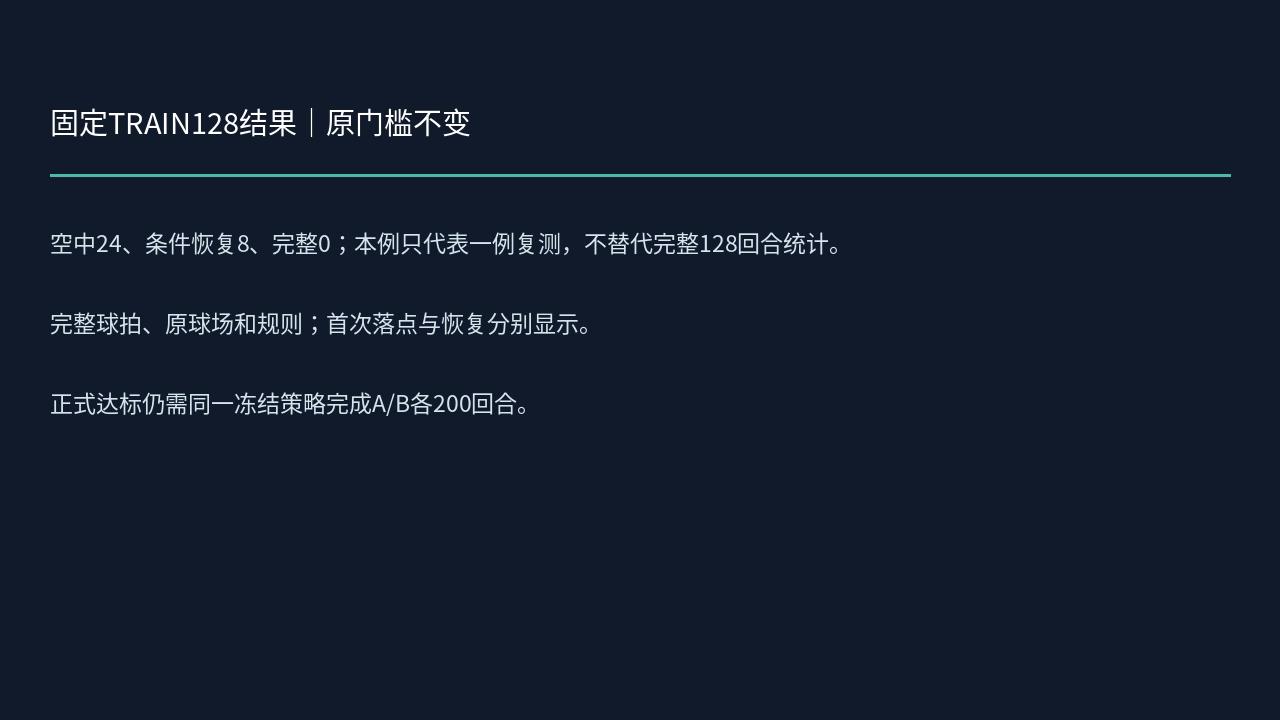 固定TRAIN128结果｜原门槛不变
空中24、条件恢复8、完整0；本例只代表一例复测，不替代完整128回合统计。
完整球拍、原球场和规则；首次落点与恢复分别显示。
正式达标仍需同一冻结策略完成A/B各200回合。